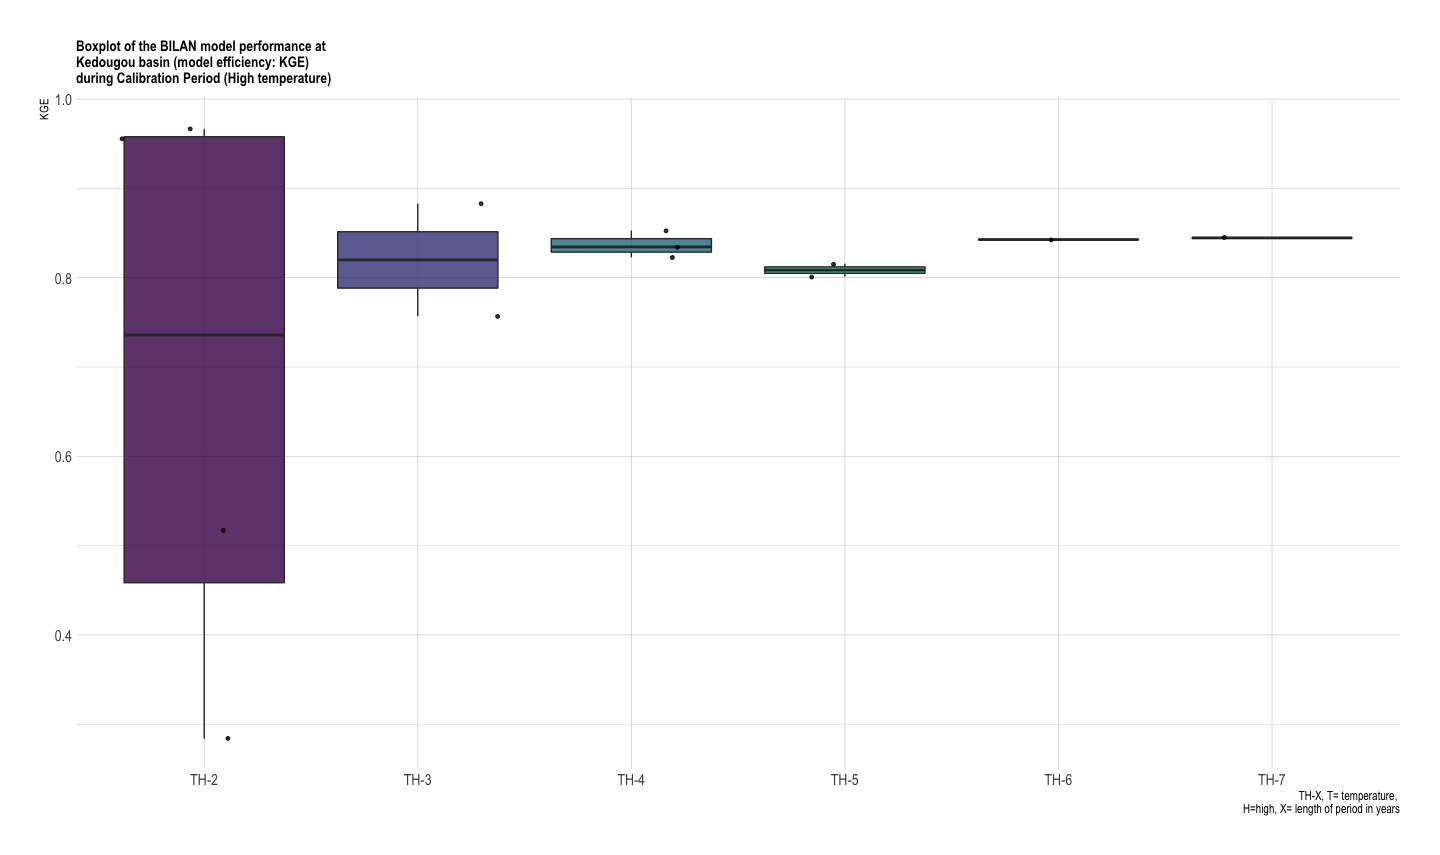 Boxplot of the BILAN model performance at
Kedougou basin (model efficiency: KGE)
during Calibration Period (High temperature)
KGE
1.0
0.8
0.6
0.4
TH-2 TH-3 TH-4 TH-5 TH-6 TH-7
TH-X, T= temperature,
H=high, X= length of period in years